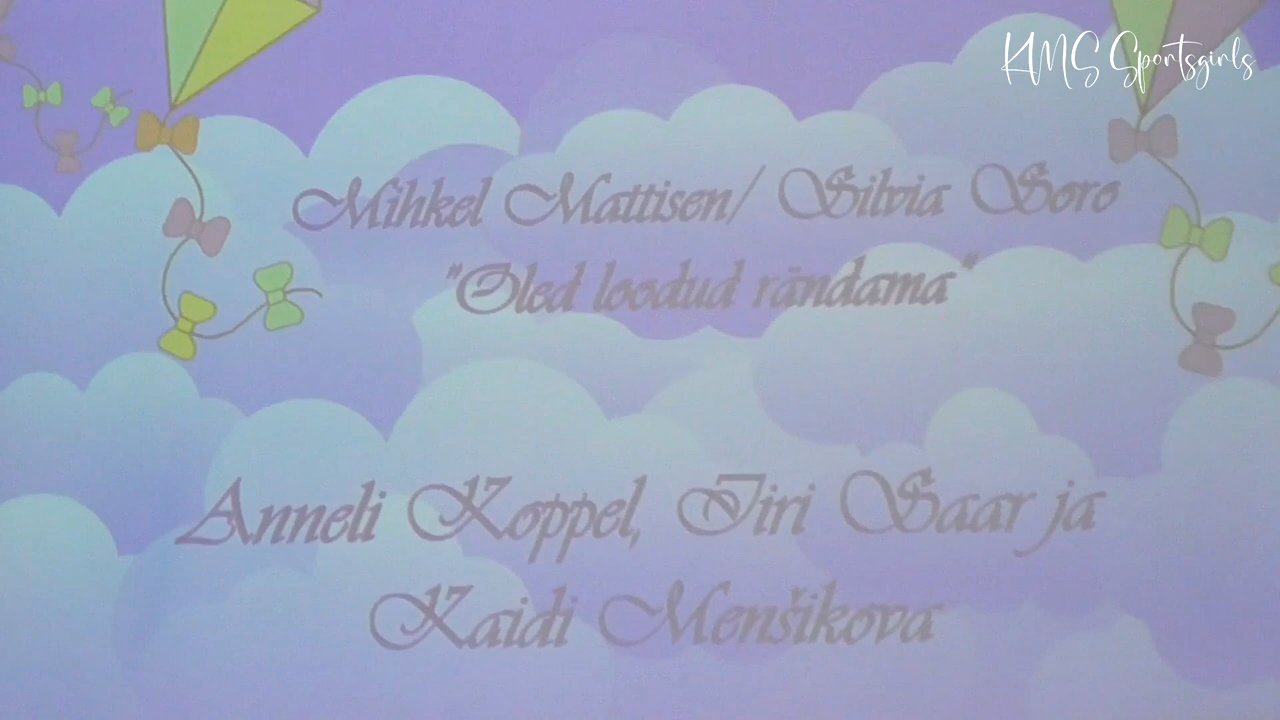 KMS Sportsgirls
Mihkel Mattisen/ Silvia Soro
"Oled loodud rändama"
Anneli Koppel, Iiri Saar ja
Kaidi Menšikova